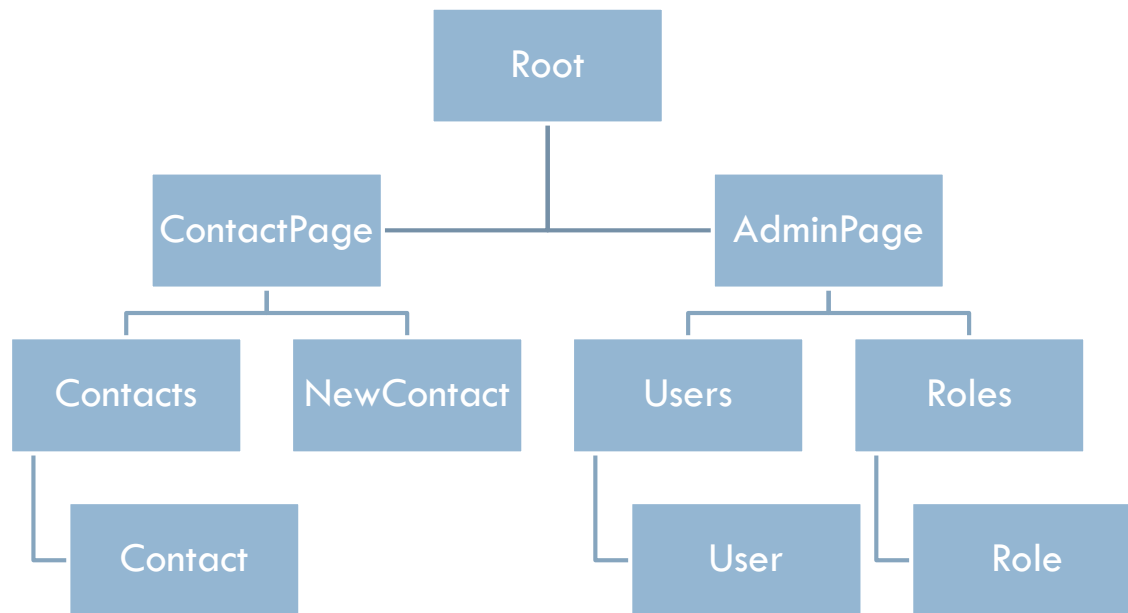 Root
ContactPage
AdminPage
Contacts
NewContact
Users
Roles
Contact
User
Role